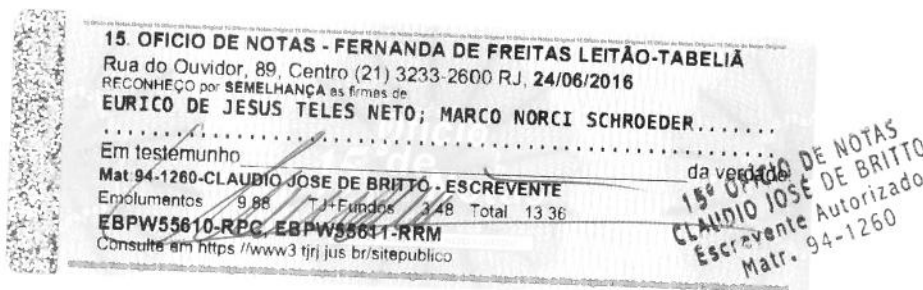 15. OFICIO DE NOTAS - FERNANDA DE FREITAS LEITÃO-TABELIÃ
Rua do Ouvidor, 89, Centro (21) 3233-2600 RJ, 24/06/2016
RECONHEÇO por SEMELHANÇA as firmas de
EURICO DE JESUS TELES NETO; MARCO NORCI SCHROEDER.......
Em testemunho da verdade
Mat 94-1260-CLAUDIO JOSE DE BRITTO - ESCREVENTE
Emolumentos 9.88 TJ+Fundos 3.48 Total 13.36
EBPW55610-RPC, EBPW55611-RRM
Consulte em https //www3 tjrj jus br/sitepublico
15º OFICIO DE NOTAS
CLAUDIO JOSÉ DE BRITTO
Escrevente Autorizado
Matr. 94-1260